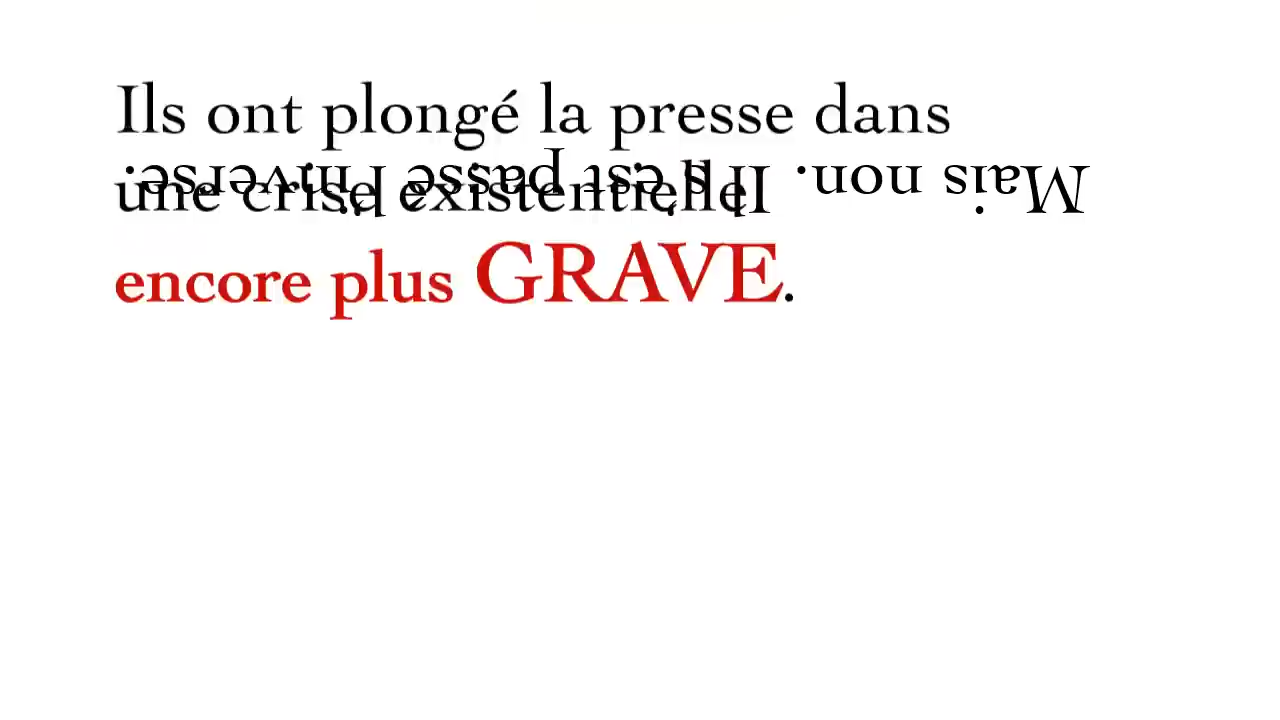 Ils ont plongé la presse dans
une crise existentielle
encore plus GRAVE.
Mais non. Il s'est passé l'inverse.